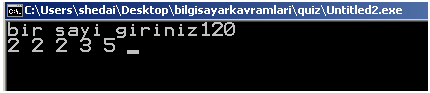 C:\Users\shedai\Desktop\bilgisayarkavramlari\quiz\Untitled2.exe
bir sayi giriniz120
2 2 2 3 5 _